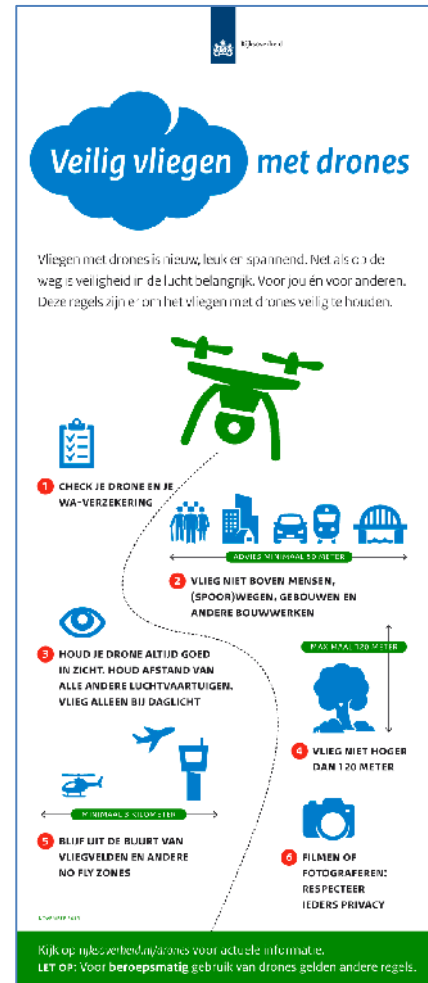 Rijksoverheid
Veilig vliegen met drones
Vliegen met drones is nieuw, leuk en spannend. Net als op de
weg is veiligheid in de lucht belangrijk. Voor jou én voor anderen.
Deze regels zijn er om het vliegen met drones veilig te houden.
1 CHECK JE DRONE EN JE
WA-VERZEKERING
ADVIES MINIMAAL 50 METER
2 VLIEG NIET BOVEN MENSEN,
(SPOOR)WEGEN, GEBOUWEN EN
ANDERE BOUWWERKEN
3 HOUD JE DRONE ALTIJD GOED
IN ZICHT. HOUD AFSTAND VAN
ALLE ANDERE LUCHTVAARTUIGEN.
VLIEG ALLEEN BIJ DAGLICHT
MAXIMAAL 120 METER
4 VLIEG NIET HOGER
DAN 120 METER
MINIMAAL 3 KILOMETER
5 BLIJF UIT DE BUURT VAN
VLIEGVELDEN EN ANDERE
NO FLY ZONES
6 FILMEN OF
FOTOGRAFEREN:
RESPECTEER
IEDERS PRIVACY
NOVEMBER
Kijk op rijksoverheid.nl/drones voor actuele informatie.
LET OP: Voor beroepsmatig gebruik van drones gelden andere regels.